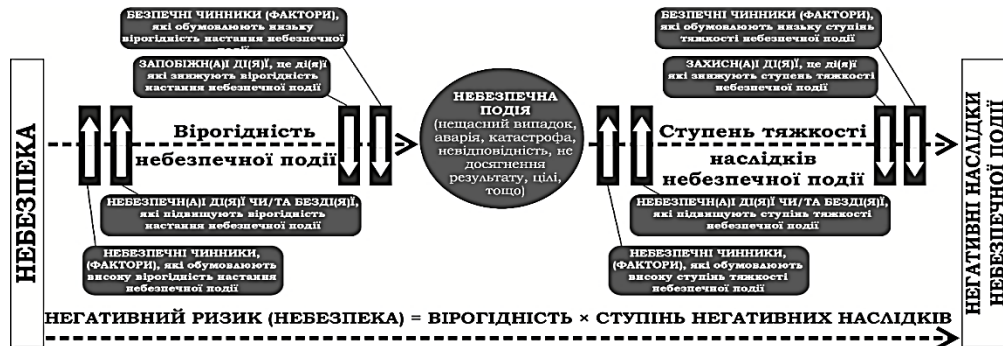 НЕБЕЗПЕКА
БЕЗПЕЧНІ ЧИННИКИ (ФАКТОРИ),
які обумовлюють низьку
вірогідність настання небезпечної
події
ЗАПОБІЖН(А)І ДІ(Я)Ї, це ді(я)ї
які знижують вірогідність
настання небезпечної події
Вірогідність
небезпечної події
НЕБЕЗПЕЧН(А)І ДІ(Я)Ї ЧИ/ТА БЕЗДІ(Я)Ї,
які підвищують вірогідність
настання небезпечної події
НЕБЕЗПЕЧНІ ЧИННИКИ,
(ФАКТОРИ), які обумовлюють
високу вірогідність настання
небезпечної події
НЕБЕЗПЕЧНА
ПОДІЯ
(нещасний випадок,
аварія, катастрофа,
невідповідність, не
досягнення
результату, цілі,
тощо)
БЕЗПЕЧНІ ЧИННИКИ (ФАКТОРИ),
які обумовлюють низьку ступінь
тяжкості небезпечної події
ЗАХИСН(А)І ДІ(Я)Ї, це ді(я)ї
які знижують ступінь тяжкості
небезпечної події
Ступень тяжкості
наслідків
небезпечної події
НЕБЕЗПЕЧН(А)І ДІ(Я)Ї ЧИ/ТА БЕЗДІ(Я)Ї,
які підвищують ступінь тяжкості
небезпечної події
НЕБЕЗПЕЧНІ ЧИННИКИ,
(ФАКТОРИ), які обумовлюють
високу ступінь тяжкості
небезпечної події
НЕГАТИВНІ НАСЛІДКИ
НЕБЕЗПЕЧНОЇ ПОДІЇ
НЕГАТИВНИЙ РИЗИК (НЕБЕЗПЕКА) = ВІРОГІДНІСТЬ × СТУПІНЬ НЕГАТИВНИХ НАСЛІДКІВ